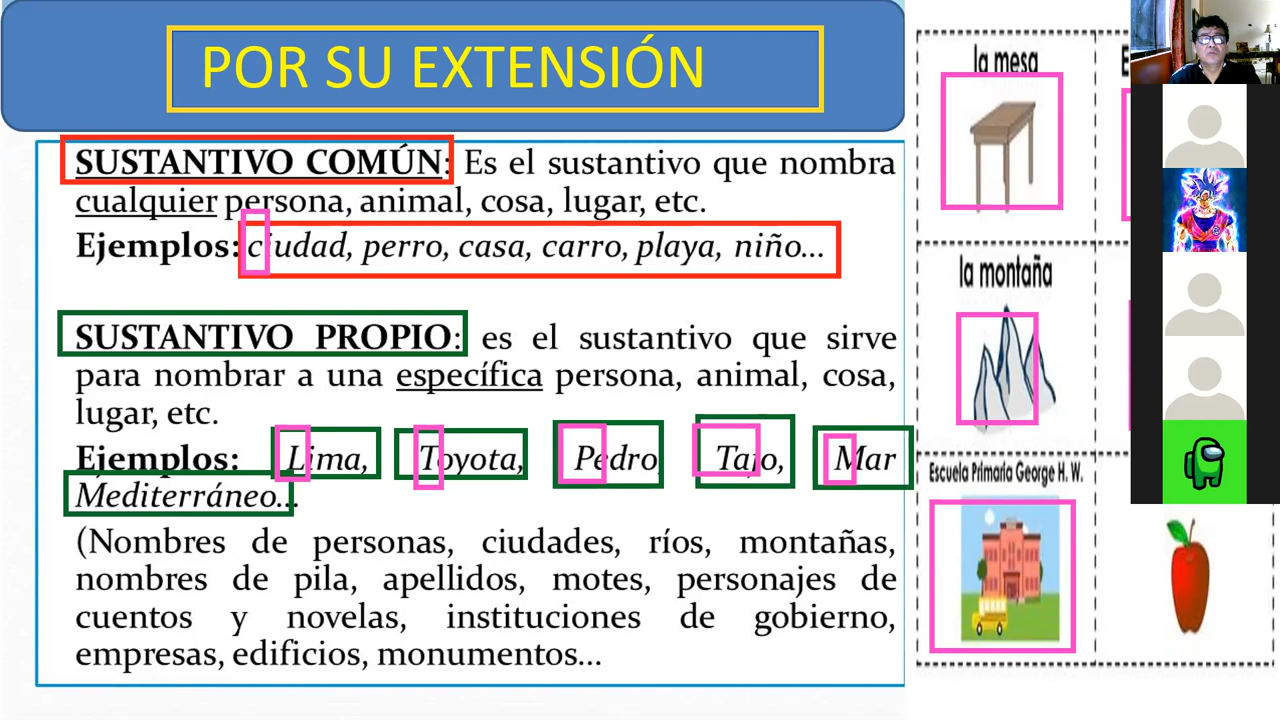 POR SU EXTENSIÓN
SUSTANTIVO COMÚN: Es el sustantivo que nombra
cualquier persona, animal, cosa, lugar, etc.
Ejemplos: ciudad, perro, casa, carro, playa, niño...
SUSTANTIVO PROPIO: es el sustantivo que sirve
para nombrar a una específica persona, animal, cosa,
lugar, etc.
Ejemplos: Lima, Toyota, Pedro, Tajo, Mar
Mediterráneo...
(Nombres de personas, ciudades, ríos, montañas,
nombres de pila, apellidos, motes, personajes de
cuentos y novelas, instituciones de gobierno,
empresas, edificios, monumentos...
la mesa
la montaña
Escuela Primaria George H. W.